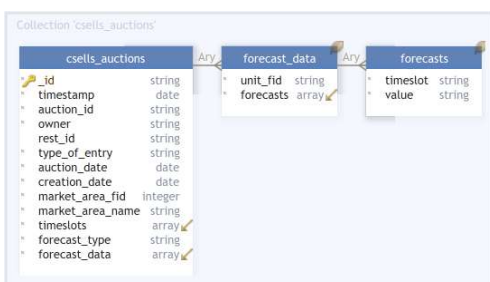 Collection 'csells_auctions'
csells_auctions Ary forecast_data Ary forecasts
* _id string
* timestamp date
* auction_id string
* owner string
rest_id string
* type_of_entry string
* auction_date date
* creation_date date
* market_area_fid integer
* market_area_name string
* timeslots array
* forecast_type string
* forecast_data array
* unit_fid string
* forecasts array
* timeslot string
* value string